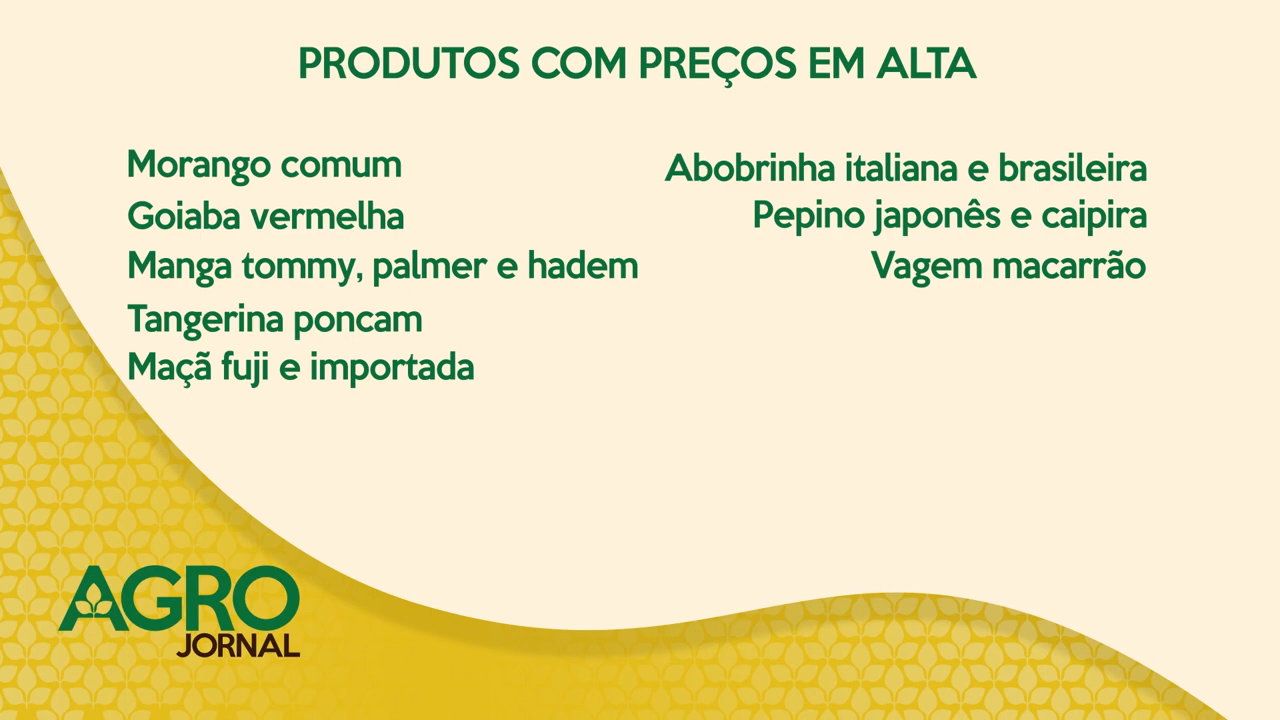 PRODUTOS COM PREÇOS EM ALTA
Morango comum
Goiaba vermelha
Manga tommy, palmer e hadem
Tangerina poncam
Maçã fuji e importada
Abobrinha italiana e brasileira
Pepino japonês e caipira
Vagem macarrão
AGRO
JORNAL